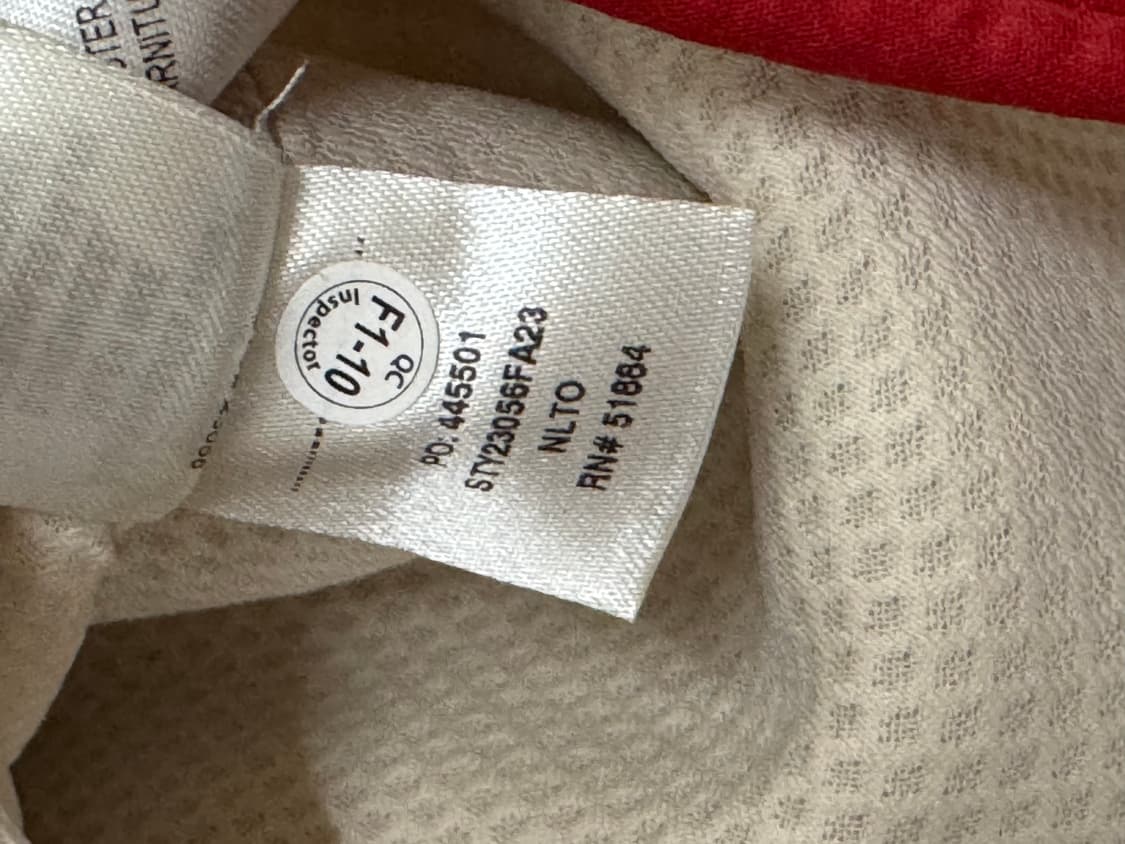 QC
F1-10
Inspector
PO: 445501
STY23056FA23
NLTO
RN# 51884